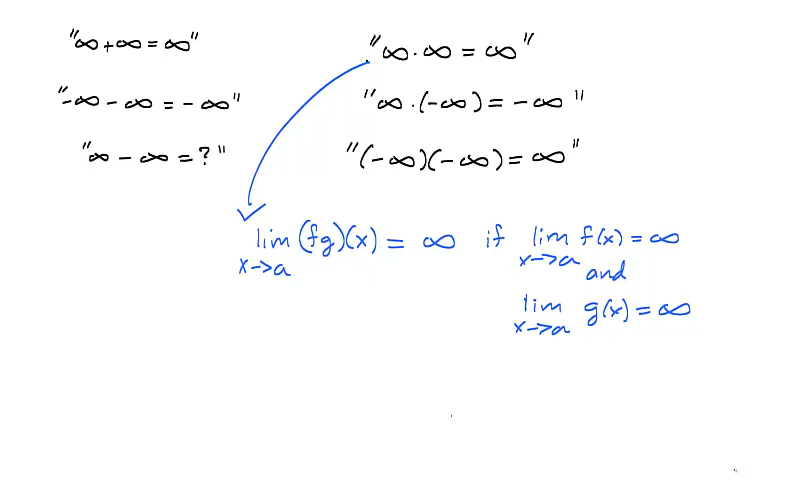 "∞ + ∞ = ∞"
"∞ · ∞ = ∞"
"-∞ - ∞ = -∞"
"∞ · (-∞) = -∞"
"∞ - ∞ = ?"
"(-∞)(-∞) = ∞"
lim (fg)(x) = ∞ if lim f(x) = ∞
x->a x->a
and
lim g(x) = ∞
x->a